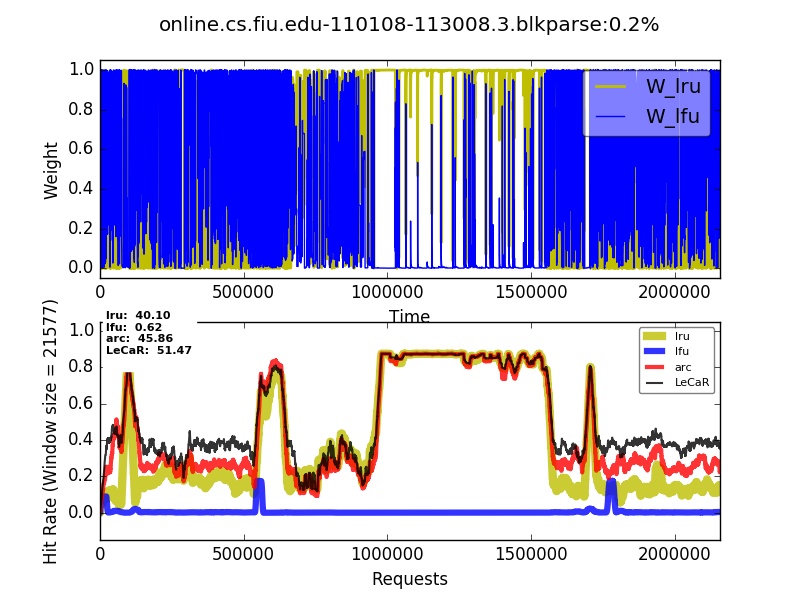 online.cs.fiu.edu-110108-113008.3.blkparse:0.2%
1.0
0.8
0.6
0.4
0.2
0.0
Weight
W_lru
W_lfu
0
500000
1000000
1500000
2000000
Time
lru: 40.10
lfu: 0.62
arc: 45.86
LeCaR: 51.47
1.0
0.8
0.6
0.4
0.2
0.0
Hit Rate (Window size = 21577)
lru
lfu
arc
LeCaR
0
500000
1000000
1500000
2000000
Requests